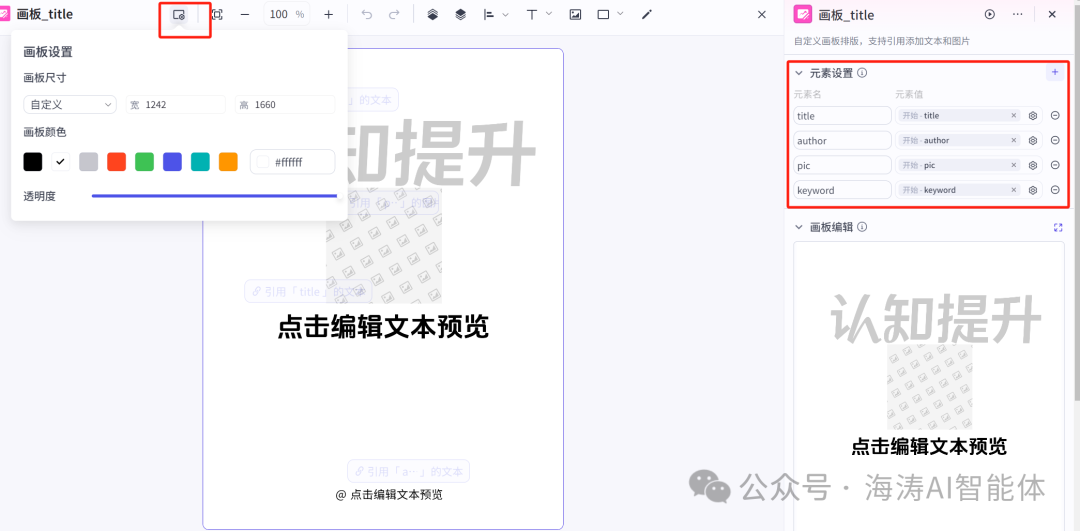 画板_title
100 %
画板设置
画板尺寸
自定义
宽 1242
高 1660
画板颜色
#ffffff
透明度
」的文本
知提升
引用「 a… 」的图片
引用「 title 」的文本
点击编辑文本预览
引用「 a… 」的文本
@ 点击编辑文本预览
画板_title
自定义画板排版，支持引用添加文本和图片
元素设置
元素名 元素值
title 开始 · title
author 开始 · author
pic 开始 · pic
keyword 开始 · keyword
画板编辑
认知提升
点击编辑文本预览
公众号 · 海涛AI智能体